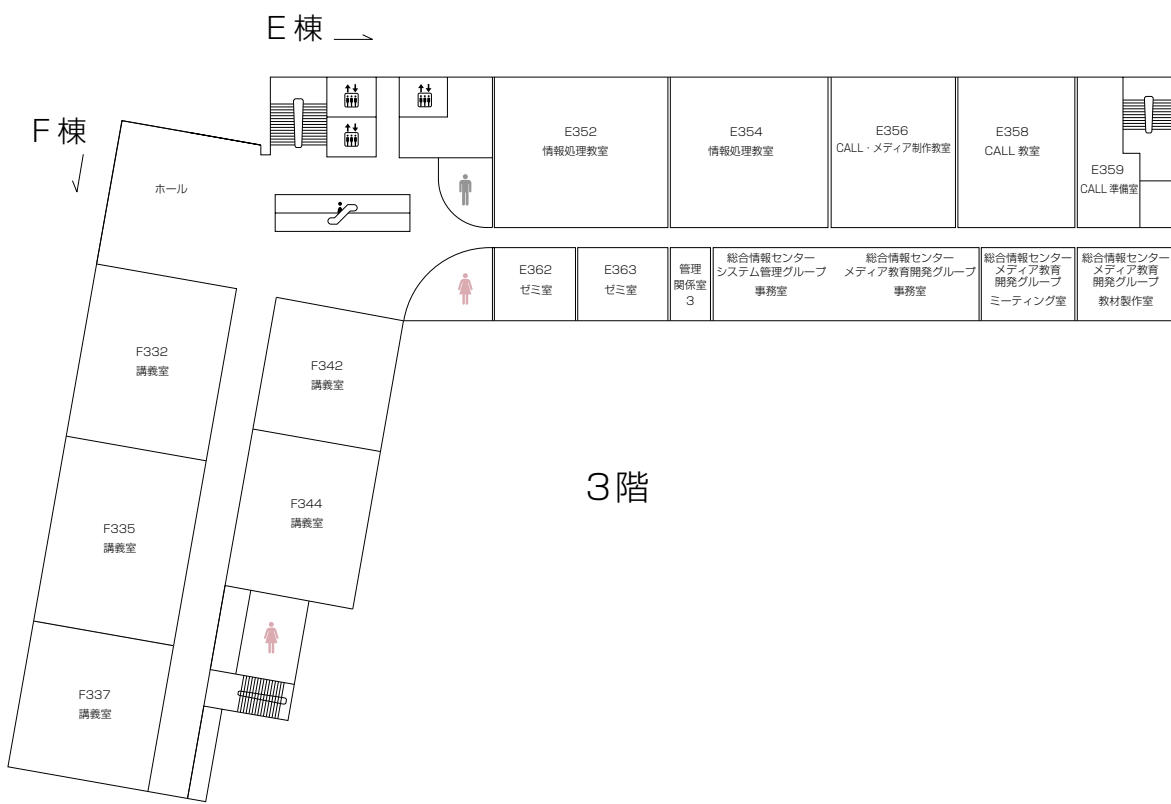 E棟
F棟
ホール
E352
情報処理教室
E354
情報処理教室
E356
CALL・メディア制作教室
E358
CALL 教室
E359
CALL 準備室
E362
ゼミ室
E363
ゼミ室
管理
関係室
3
総合情報センター
システム管理グループ
事務室
総合情報センター
メディア教育開発グループ
事務室
総合情報センター
メディア教育
開発グループ
ミーティング室
総合情報センター
メディア教育
開発グループ
教材製作室
F332
講義室
F342
講義室
F335
講義室
F344
講義室
F337
講義室
3階